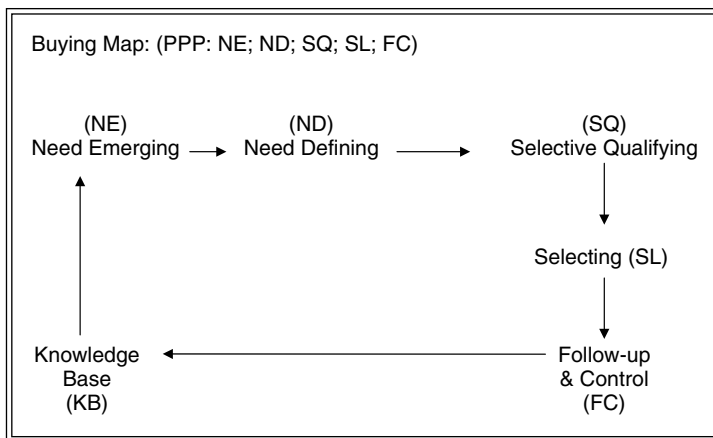 Buying Map: (PPP: NE; ND; SQ; SL; FC)
(NE)
Need Emerging
(ND)
Need Defining
(SQ)
Selective Qualifying
Selecting (SL)
Knowledge
Base
(KB)
Follow-up
& Control
(FC)